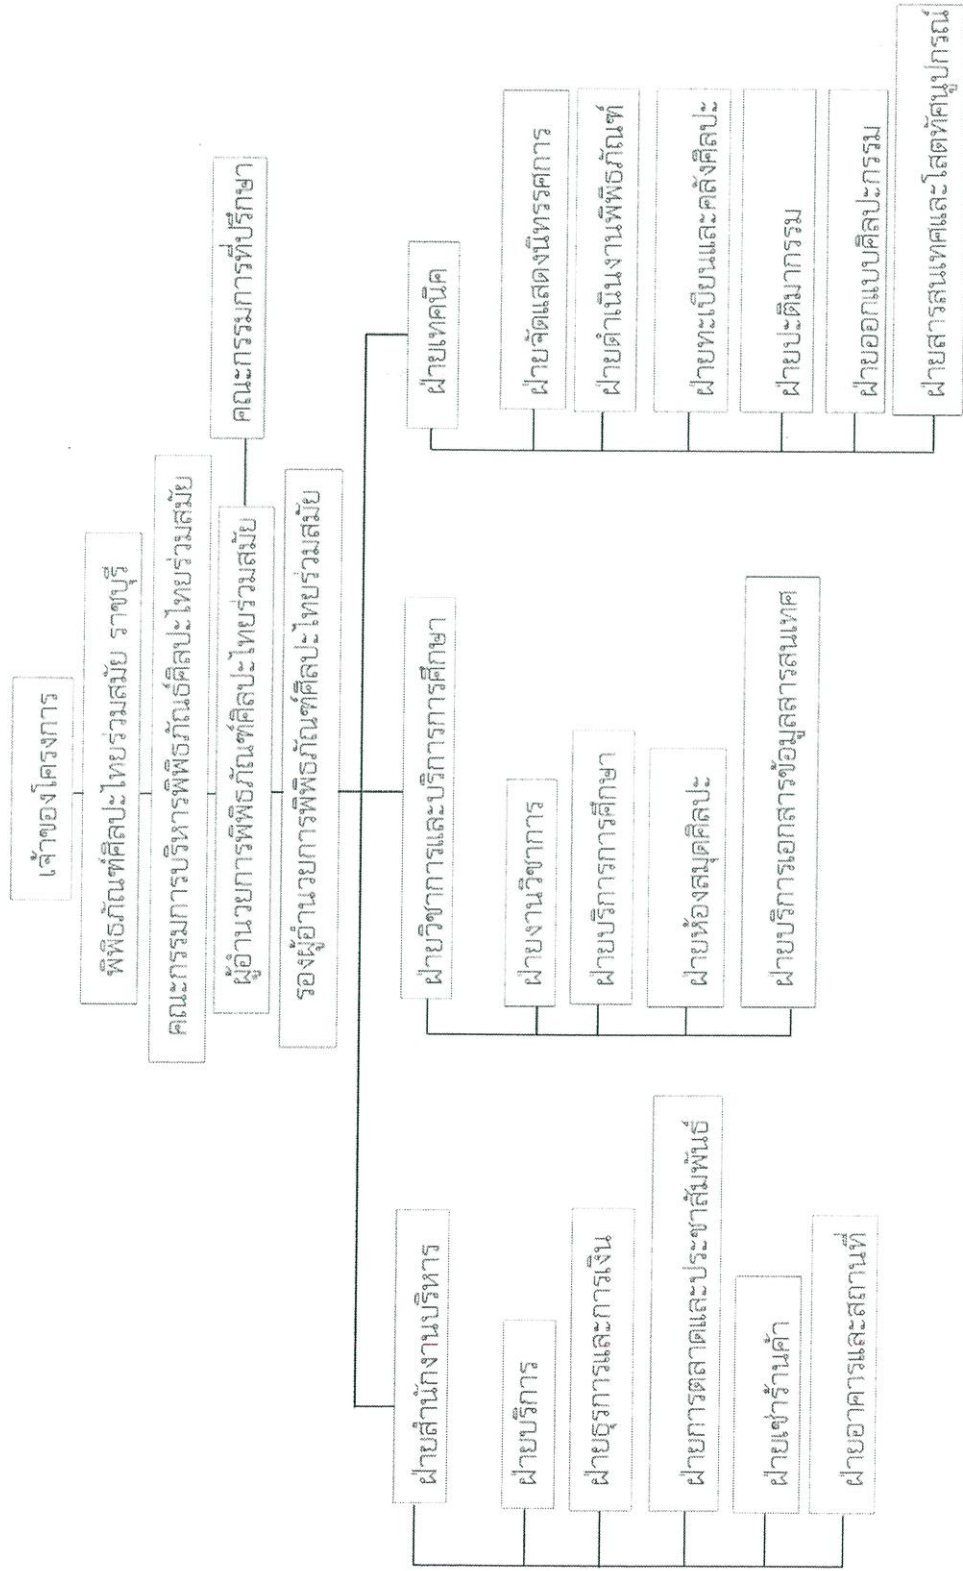 เจ้าของโครงการ
พิพิธภัณฑ์ศิลปะไทยร่วมสมัย ราชบุรี
คณะกรรมการบริหารพิพิธภัณธ์ศิลปะไทยร่วมสมัย
ผู้อำนวยการพิพิธภัณฑ์ศิลปะไทยร่วมสมัย
คณะกรรมการที่ปรึกษา
รองผู้อำนวยการพิพิธภัณฑ์ศิลปะไทยรวมสมัย
ฝ่ายสำนักงานบริหาร
ฝ่ายบริการ
ฝ่ายธุรการและการเงิน
ฝ่ายการตลาดและประชาสัมพันธ์
ฝ่ายเช่าร้านค้า
ฝ่ายอาคารและสถานที่
ฝ่ายวิชาการและบริการการศึกษา
ฝ่ายงานวิชาการ
ฝ่ายบริการการศึกษา
ฝ่ายห้องสมุดศิลปะ
ฝ่ายบริการเอกสารข้อมูลสารสนเทศ
ฝ่ายเทคนิค
ฝ่ายจัดแสดงนิทรรศการ
ฝ่ายดำเนินงานพิพิธภัณฑ์
ฝ่ายทะเบียนและคลังศิลปะ
ฝ่ายปะติมากรรม
ฝ่ายออกแบบศิลปะกรรม
ฝ่ายสารสนเทศและโสตทัศนูปกรณ์